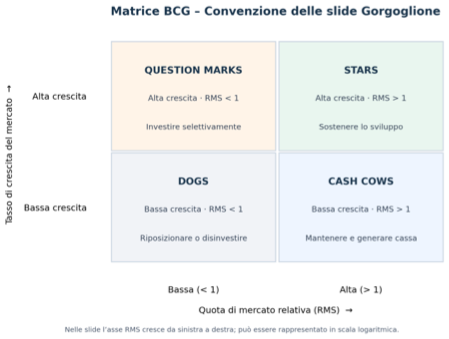 Matrice BCG – Convenzione delle slide Gorgoglione
Tasso di crescita del mercato →
Alta crescita
QUESTION MARKS
Alta crescita · RMS < 1
Investire selettivamente
STARS
Alta crescita · RMS > 1
Sostenere lo sviluppo
Bassa crescita
DOGS
Bassa crescita · RMS < 1
Riposizionare o disinvestire
CASH COWS
Bassa crescita · RMS > 1
Mantenere e generare cassa
Bassa (< 1)
Alta (> 1)
Quota di mercato relativa (RMS) →
Nelle slide l’asse RMS cresce da sinistra a destra; può essere rappresentato in scala logaritmica.